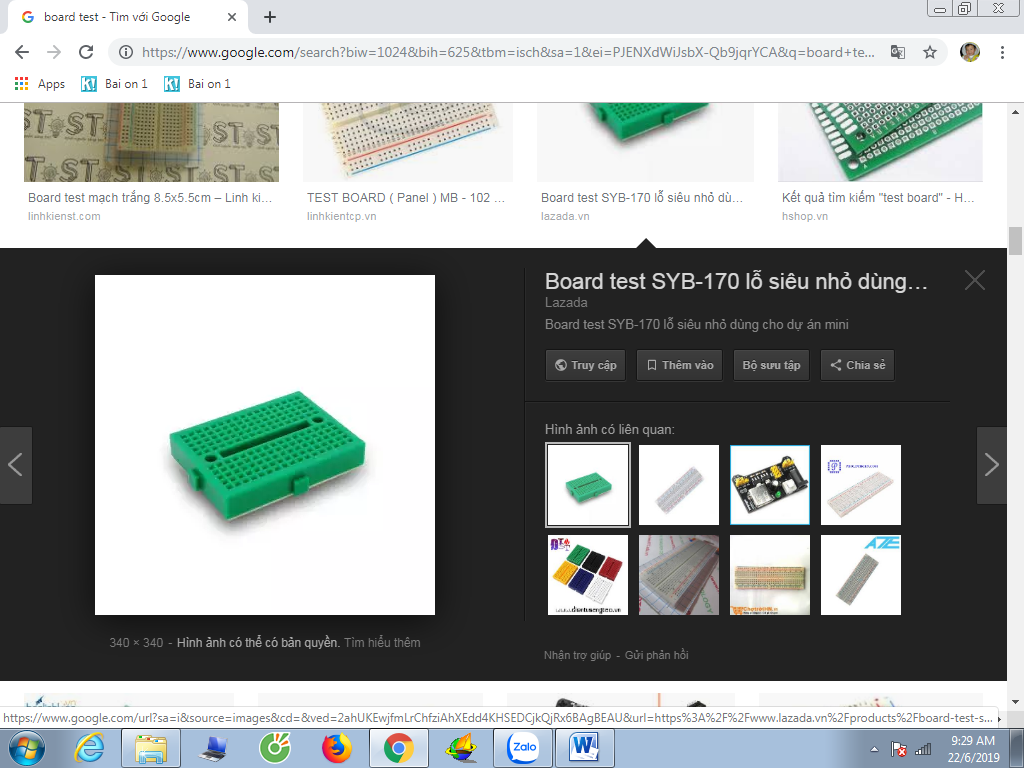 board test - Tìm với Google
https://www.google.com/search?biw=1024&bih=625&tbm=isch&sa=1&ei=PJENXdWiJsbX-Qb9jqrYCA&q=board+te...
Apps
Bai on 1
Bai on 1
Board test mạch trắng 8.5x5.5cm – Linh ki...
linhkienst.com
TEST BOARD ( Panel ) MB - 102 ...
linhkientcp.vn
Board test SYB-170 lỗ siêu nhỏ dù...
lazada.vn
Kết quả tìm kiếm "test board" - H...
hshop.vn
Board test SYB-170 lỗ siêu nhỏ dùng...
Lazada
Board test SYB-170 lỗ siêu nhỏ dùng cho dự án mini
Truy cập
Thêm vào
Bộ sưu tập
Chia sẻ
Hình ảnh có liên quan:
340 × 340 - Hình ảnh có thể có bản quyền. Tìm hiểu thêm
Nhận trợ giúp - Gửi phản hồi
https://www.google.com/url?sa=i&source=images&cd=&ved=2ahUKEwjfmLrChfziAhXEdd4KHSEDCjkQjRx6BAgBEAU&url=https%3A%2F%2Fwww.lazada.vn%2Fproducts%2Fboard-test-s...
Zalo
9:29 AM
22/6/2019